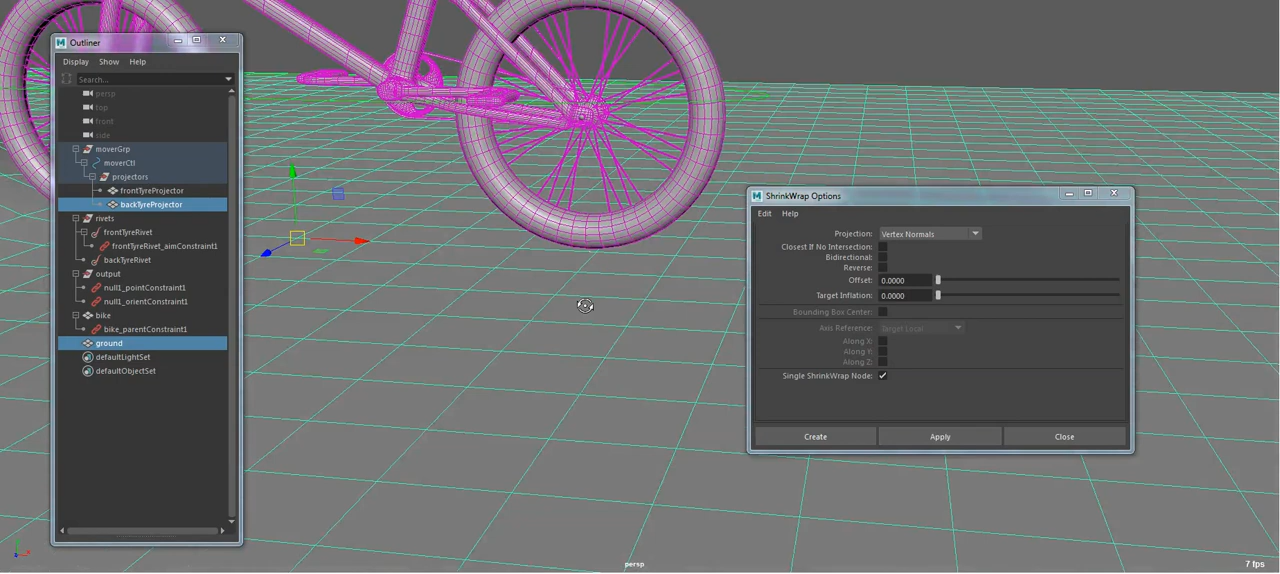 Outliner
Display Show Help
Search...
persp
top
front
side
moverGrp
moverCtl
projectors
frontTyreProjector
backTyreProjector
rivets
frontTyreRivet
frontTyreRivet_aimConstraint1
backTyreRivet
output
null1_pointConstraint1
null1_orientConstraint1
bike
bike_parentConstraint1
ground
defaultLightSet
defaultObjectSet
ShrinkWrap Options
Edit Help
Projection: Vertex Normals
Closest If No Intersection:
Bidirectional:
Reverse:
Offset: 0.0000
Target Inflation: 0.0000
Bounding Box Center:
Axis Reference: Target Local
Along X:
Along Y:
Along Z:
Single ShrinkWrap Node:
Create Apply Close
persp
7 fps